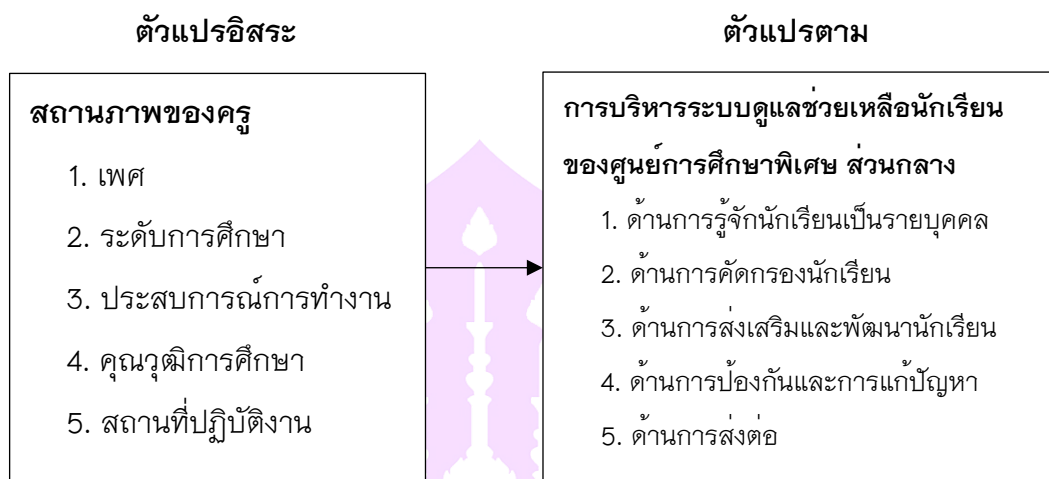 ตัวแปรอิสระ
สถานภาพของครู
1. เพศ
2. ระดับการศึกษา
3. ประสบการณ์การทำงาน
4. คุณวุฒิการศึกษา
5. สถานที่ปฏิบัติงาน
ตัวแปรตาม
การบริหารระบบดูแลช่วยเหลือนักเรียน
ของศูนย์การศึกษาพิเศษ ส่วนกลาง
1. ด้านการรู้จักนักเรียนเป็นรายบุคคล
2. ด้านการคัดกรองนักเรียน
3. ด้านการส่งเสริมและพัฒนานักเรียน
4. ด้านการป้องกันและการแก้ปัญหา
5. ด้านการส่งต่อ